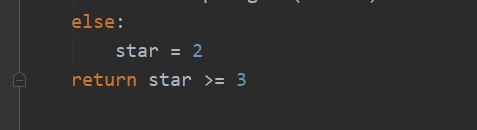 else:
star = 2
return star >= 3